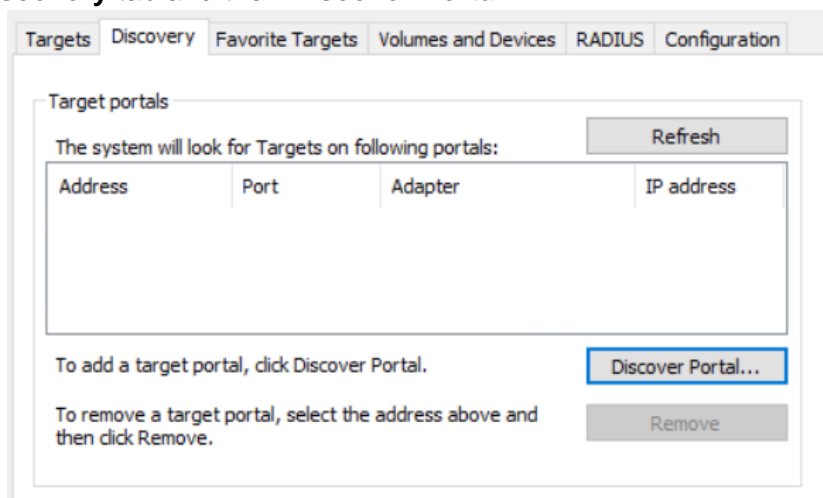 Targets Discovery Favorite Targets Volumes and Devices RADIUS Configuration
Target portals
The system will look for Targets on following portals:
Refresh
Address Port Adapter IP address
To add a target portal, click Discover Portal.
Discover Portal...
To remove a target portal, select the address above and
then click Remove.
Remove